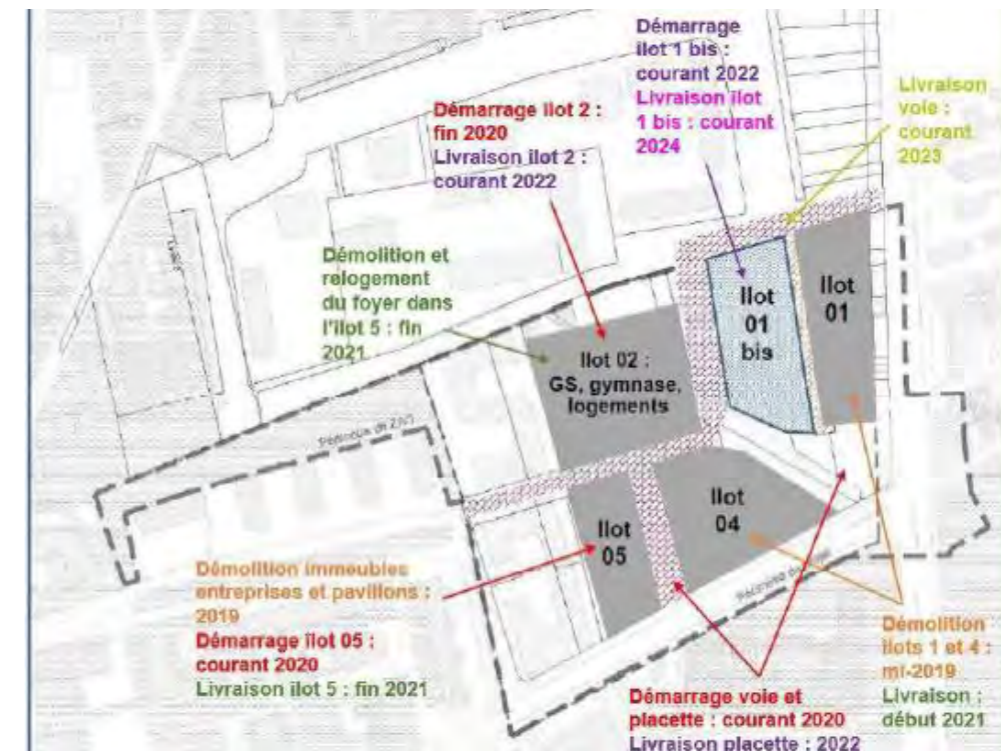 Démarrage
ilot 1 bis :
courant 2022
Livraison ilot
1 bis : courant
2024
Livraison
voie :
courant
2023
Démarrage ilot 2 :
fin 2020
Livraison ilot 2 :
courant 2022
Démolition et
relogement
du foyer dans
l'ilot 5 : fin
2021
Ilot
01
bis
Ilot
01
Ilot 02 :
GS, gymnase,
logements
Périmètre de ZAC
Ilot
04
Ilot
05
Démolition immeubles
entreprises et pavillons :
2019
Démarrage ilot 05 :
courant 2020
Livraison ilot 5 : fin 2021
Démarrage voie et
placette : courant 2020
Livraison placette : 2022
Démolition
ilots 1 et 4 :
mi-2019
Livraison :
début 2021